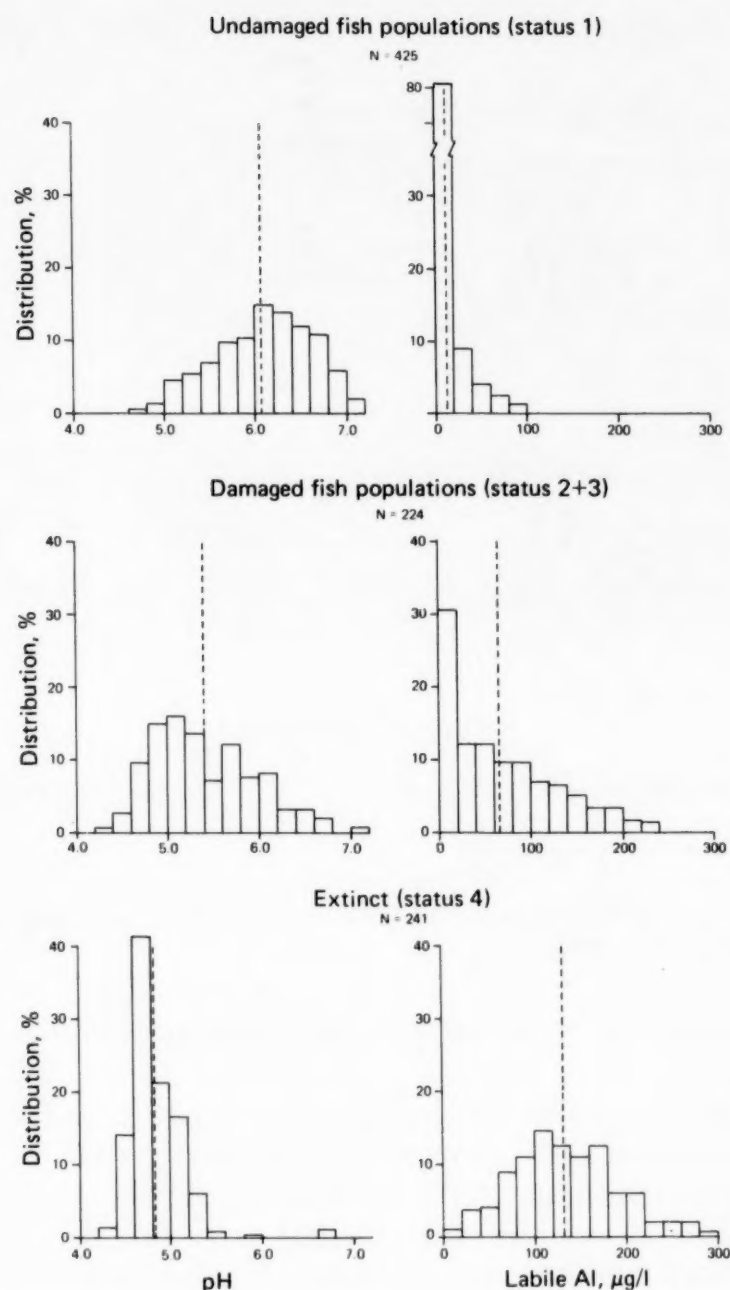 Undamaged fish populations (status 1)
N = 425
Distribution, %
40
30
20
10
0
4.0 5.0 6.0 7.0
80
30
20
10
0 100 200 300
Damaged fish populations (status 2+3)
N = 224
Distribution, %
40
30
20
10
0
4.0 5.0 6.0 7.0
40
30
20
10
0
0 100 200 300
Extinct (status 4)
N = 241
Distribution, %
40
30
20
10
0
4.0 5.0 6.0 7.0
pH
40
30
20
10
0
100 200 300
Labile Al, µg/l